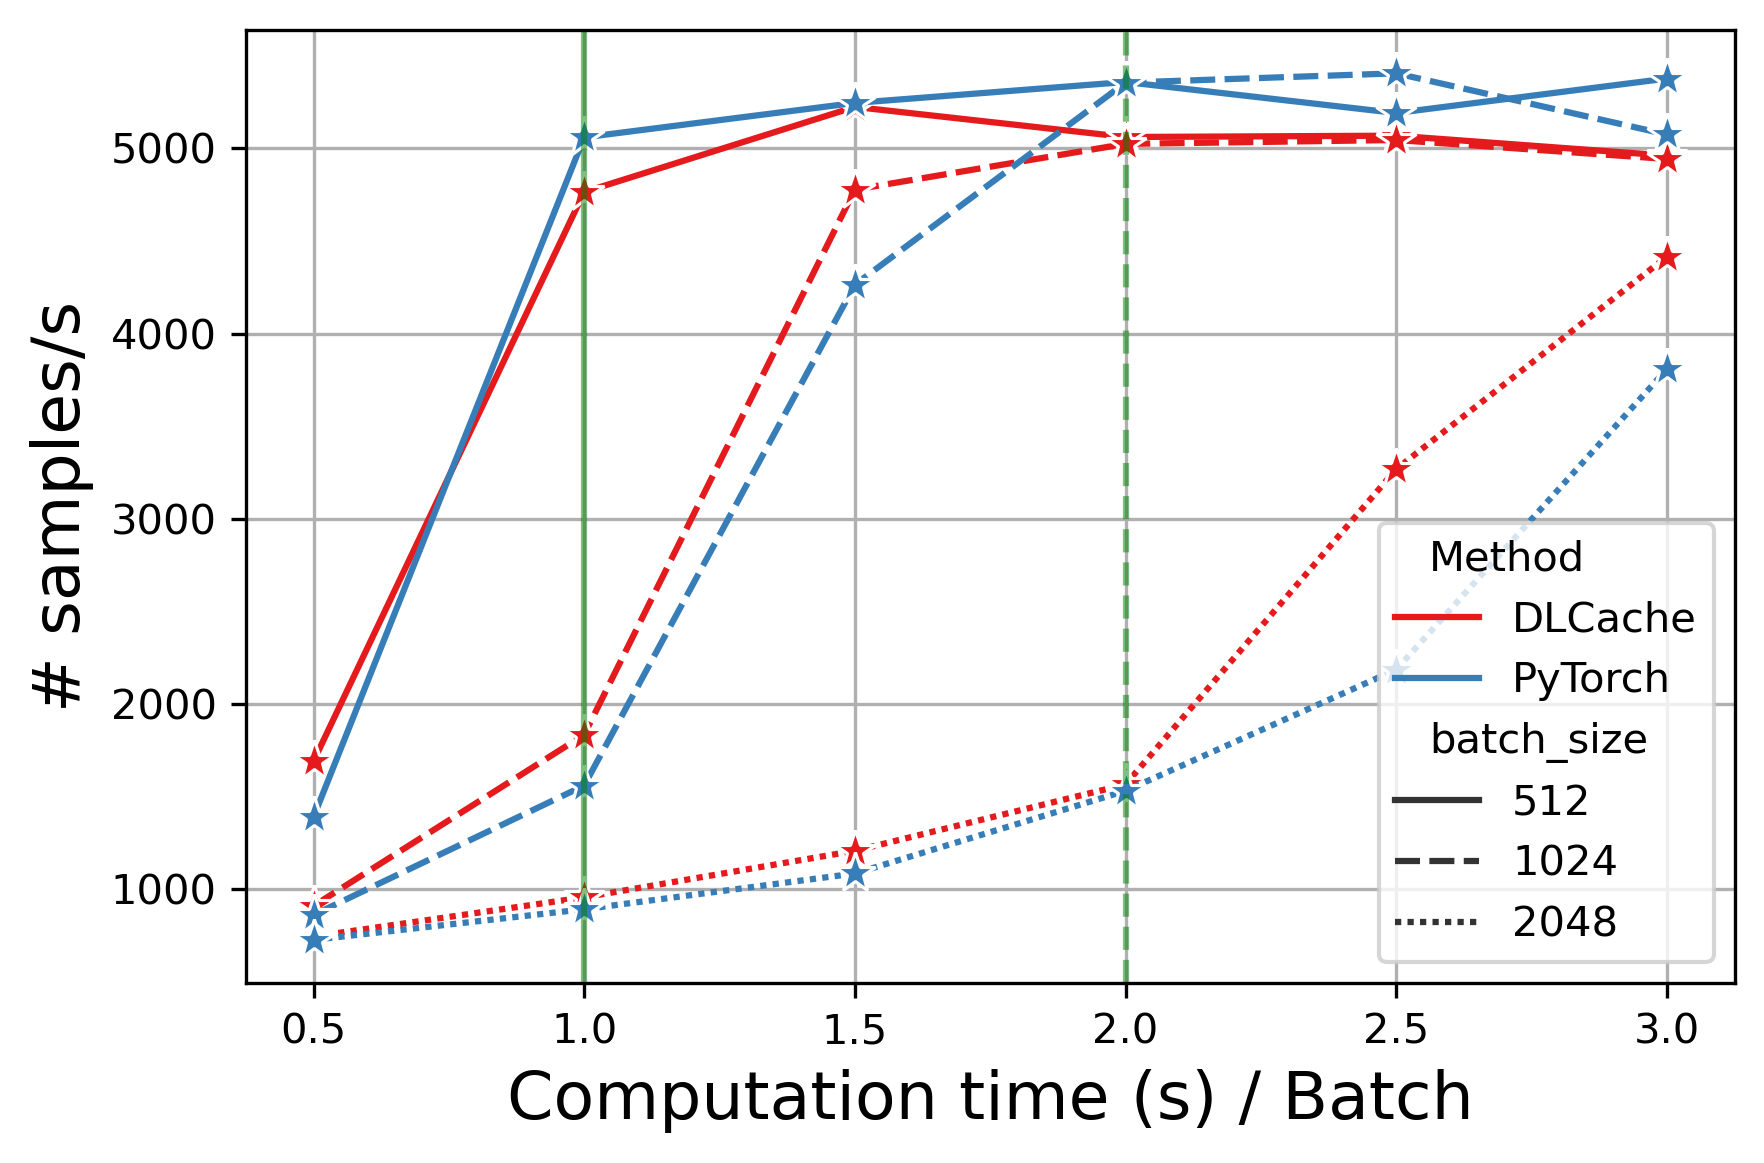 # samples/s
5000
4000
3000
2000
1000
0.5 1.0 1.5 2.0 2.5 3.0
Computation time (s) / Batch
Method
DLCache
PyTorch
batch_size
512
1024
2048